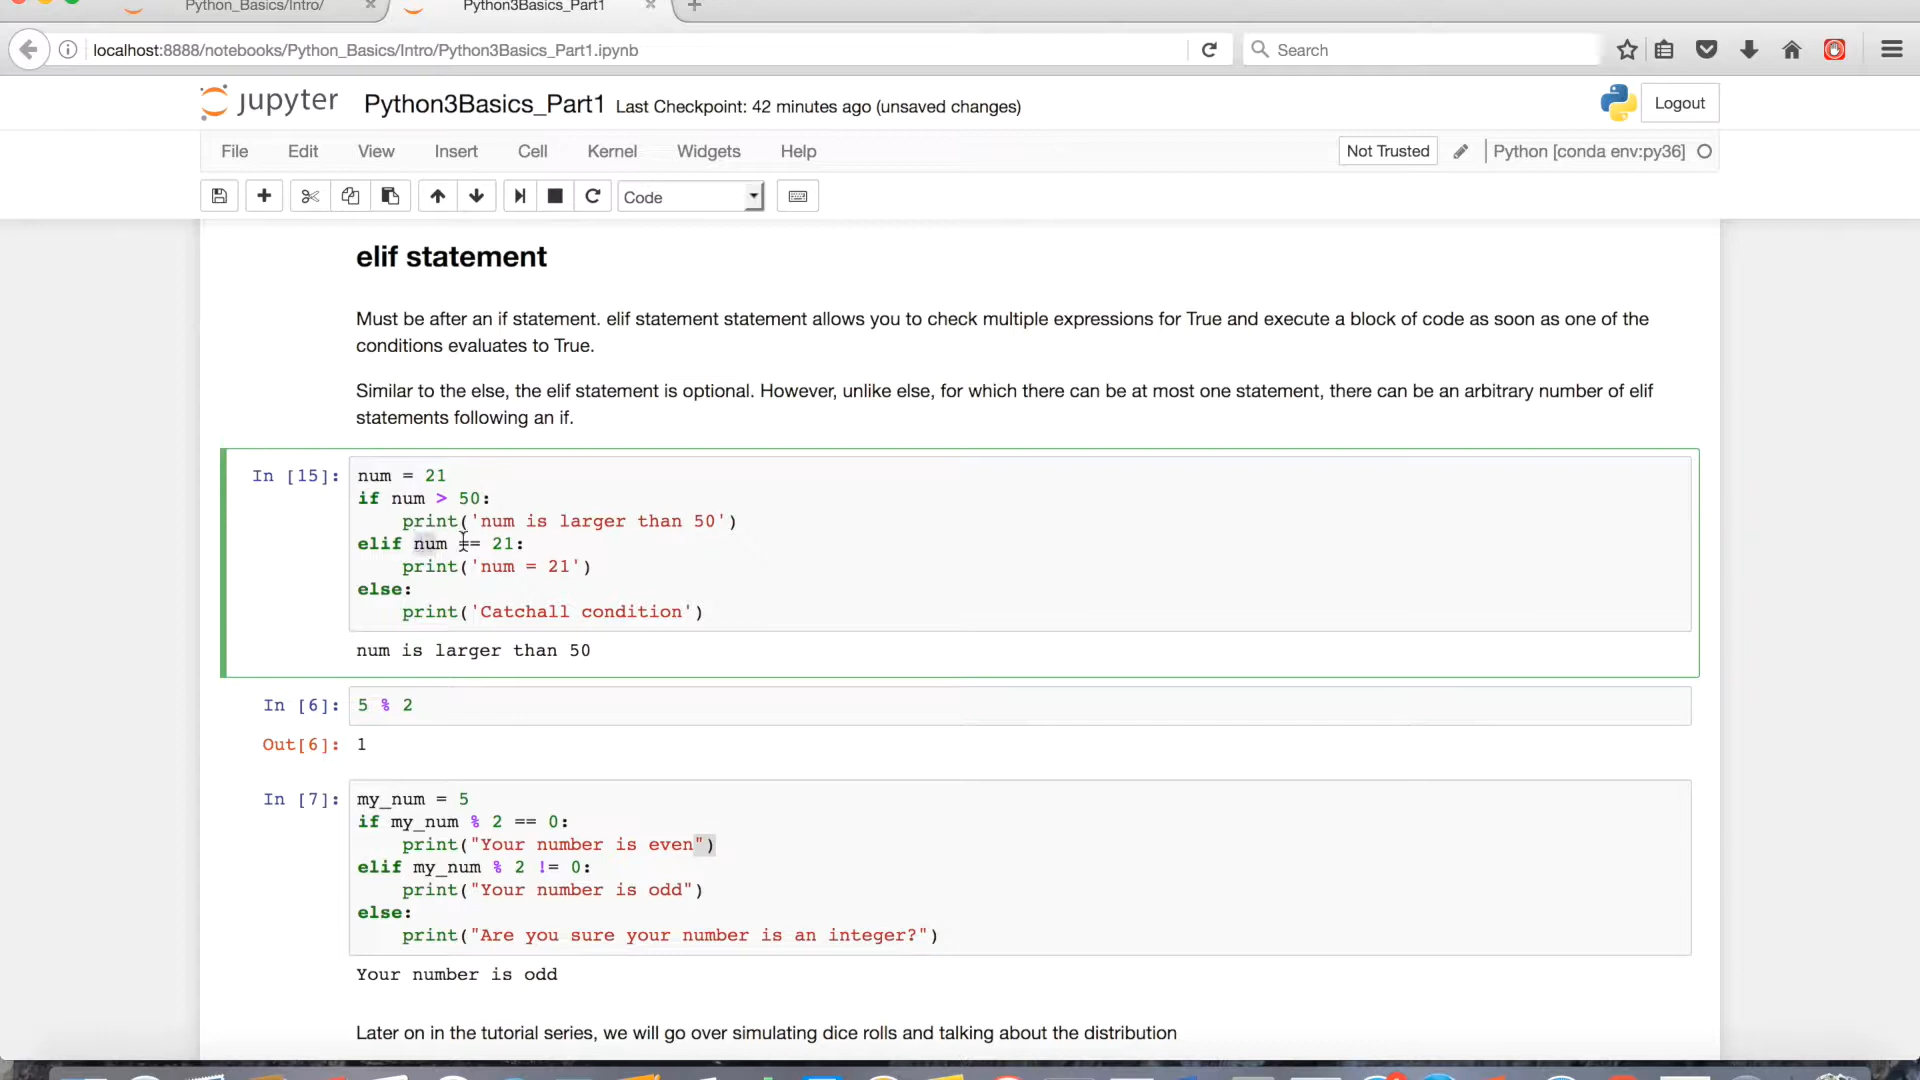 Python_Basics/Intro/
Python3Basics_Part1
localhost:8888/notebooks/Python_Basics/Intro/Python3Basics_Part1.ipynb
Search
jupyter Python3Basics_Part1 Last Checkpoint: 42 minutes ago (unsaved changes)
Logout
File Edit View Insert Cell Kernel Widgets Help
Not Trusted Python [conda env:py36]
Code
elif statement
Must be after an if statement. elif statement statement allows you to check multiple expressions for True and execute a block of code as soon as one of the
conditions evaluates to True.
Similar to the else, the elif statement is optional. However, unlike else, for which there can be at most one statement, there can be an arbitrary number of elif
statements following an if.
In [15]: num = 21
if num > 50:
    print('num is larger than 50')
elif num == 21:
    print('num = 21')
else:
    print('Catchall condition')
num is larger than 50
In [6]: 5 % 2
Out[6]: 1
In [7]: my_num = 5
if my_num % 2 == 0:
    print("Your number is even")
elif my_num % 2 != 0:
    print("Your number is odd")
else:
    print("Are you sure your number is an integer?")
Your number is odd
Later on in the tutorial series, we will go over simulating dice rolls and talking about the distribution